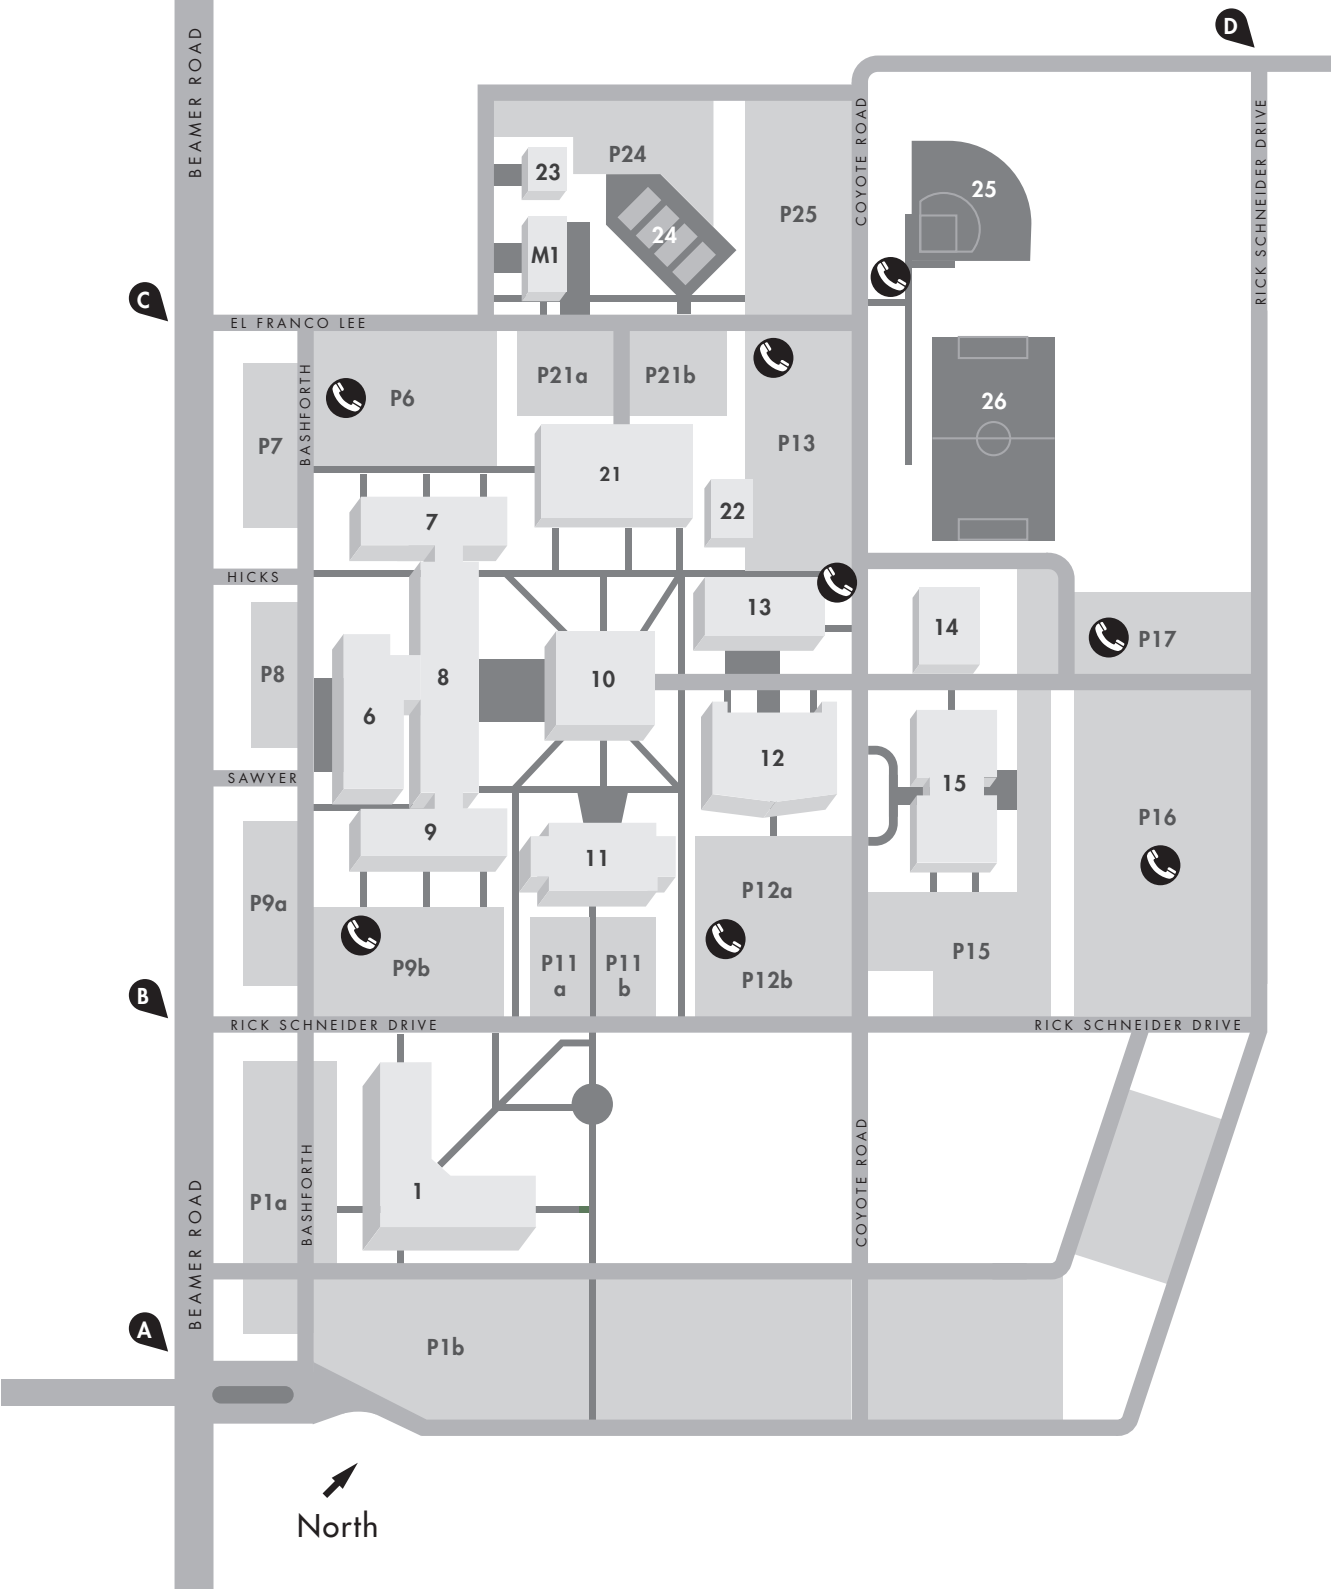 D
BEAMER ROAD
COYOTE ROAD
RICK SCHNEIDER DRIVE
P24
23
25
P25
24
M1
C
EL FRANCO LEE
P21a
P21b
BASHFORTH
P6
26
P7
P13
21
22
7
HICKS
13
14
P17
P8
8
10
6
12
SAWYER
15
P16
9
11
P12a
P9a
P11
a
P11
b
P15
P9b
P12b
B
RICK SCHNEIDER DRIVE
RICK SCHNEIDER DRIVE
1
P1a
BASHFORTH
COYOTE ROAD
BEAMER ROAD
A
P1b
North